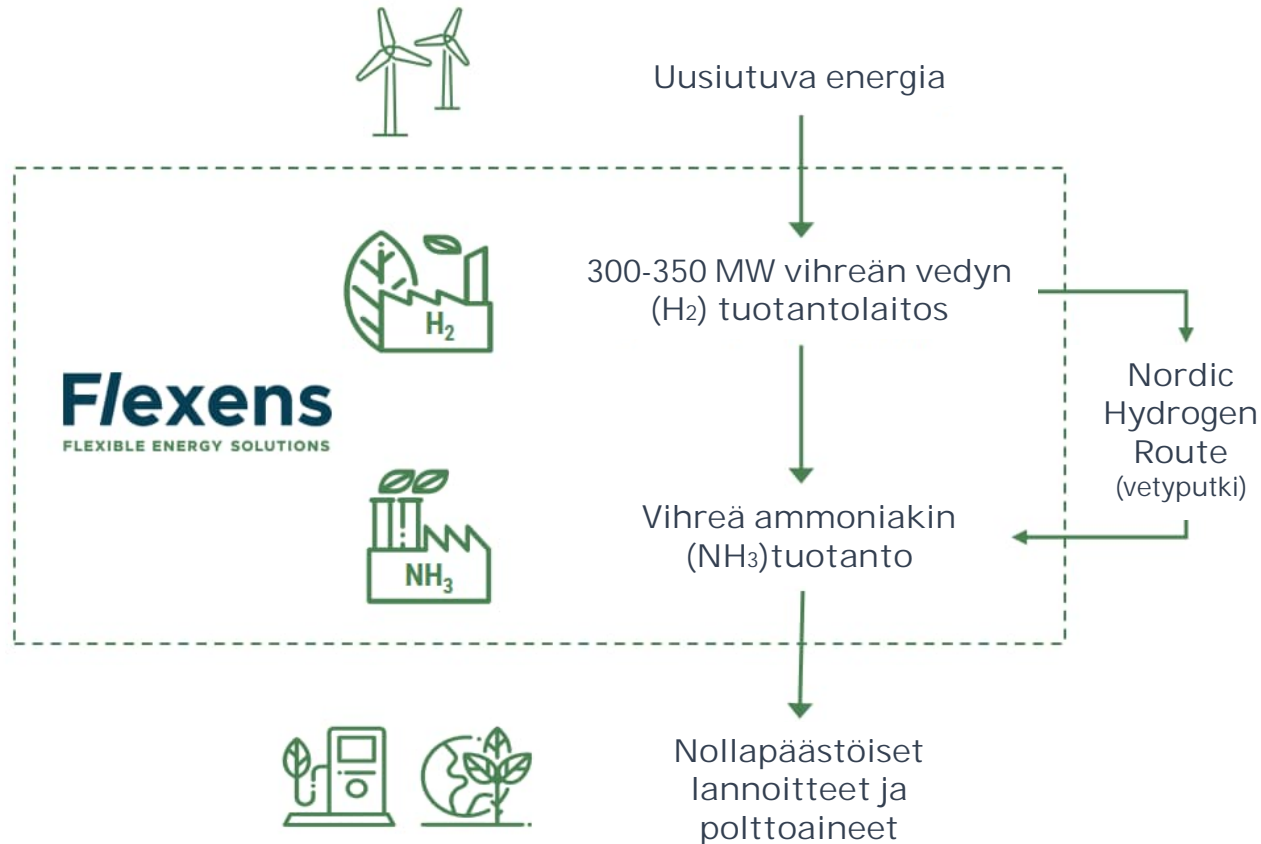 Uusiutuva energia
300-350 MW vihreän vedyn
(H2) tuotantolaitos
H2
Flexens
FLEXIBLE ENERGY SOLUTIONS
Nordic
Hydrogen
Route
(vetyputki)
Vihreä ammoniakin
(NH3)tuotanto
NH3
Nollapäästöiset
lannoitteet ja
polttoaineet